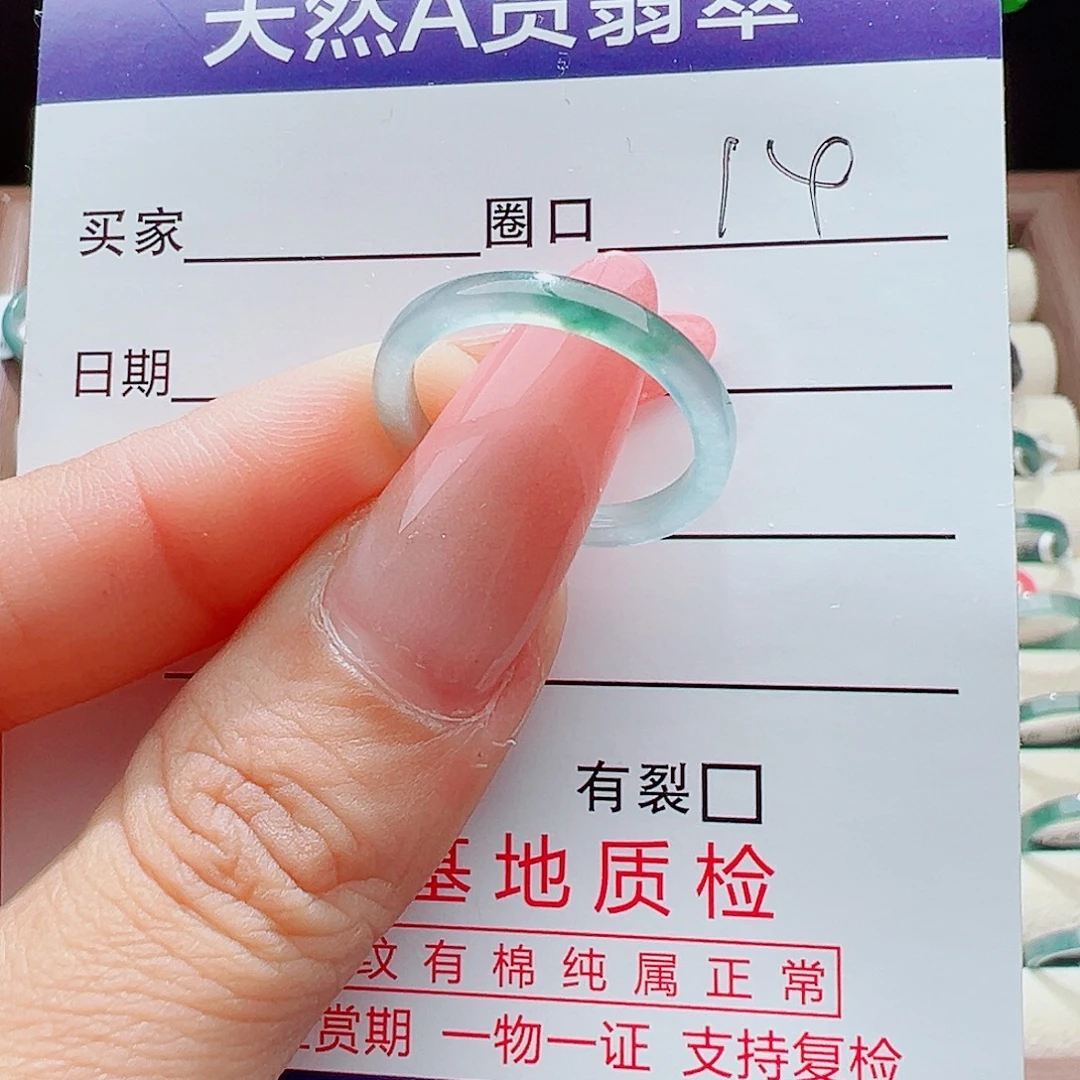 天然A货翡翠
买家 圈口 14
日期
有裂
基地质检
纹有棉纯属正常
赏期 一物一证 支持复检